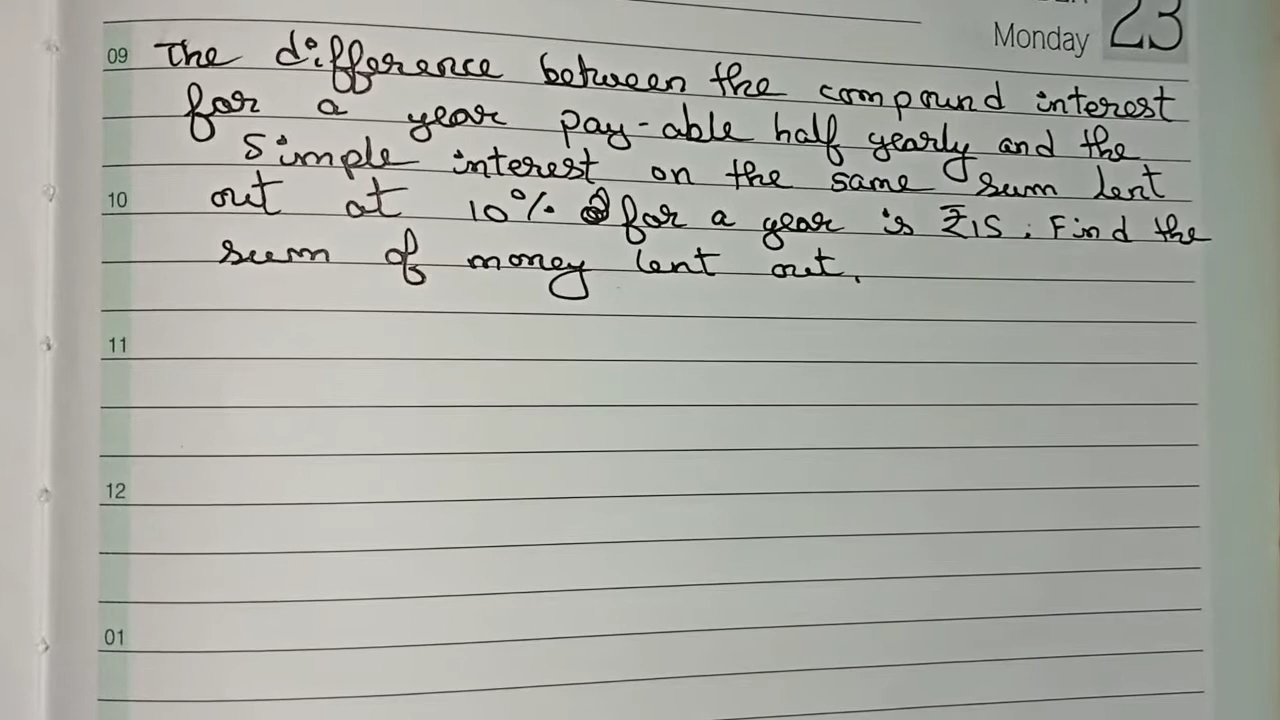 23
Monday
09 The difference between the compound interest
for a year pay-able half yearly and the
Simple interest on the same sum lent
10 out at 10% for a year is ₹15. Find the
sum of money lent out.
11
12
01